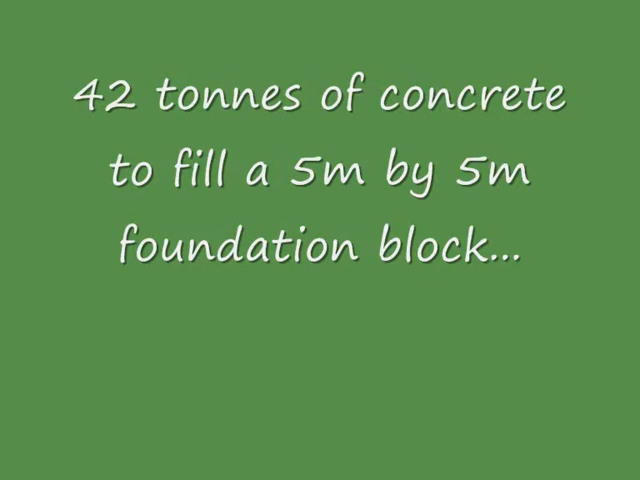 42 tonnes of concrete
to fill a 5m by 5m
foundation block...